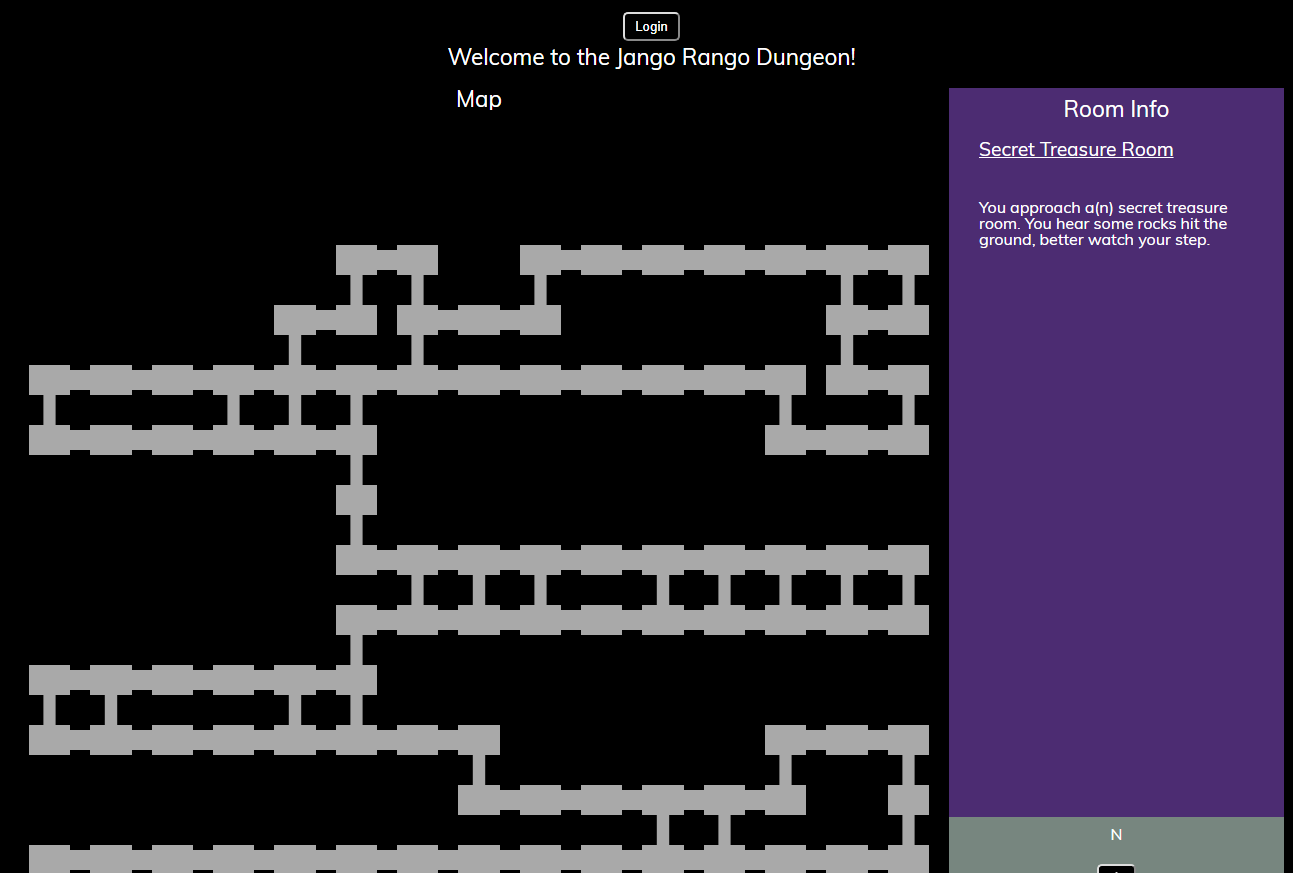 Login
Welcome to the Jango Rango Dungeon!
Map
Room Info
Secret Treasure Room
You approach a(n) secret treasure
room. You hear some rocks hit the
ground, better watch your step.
N